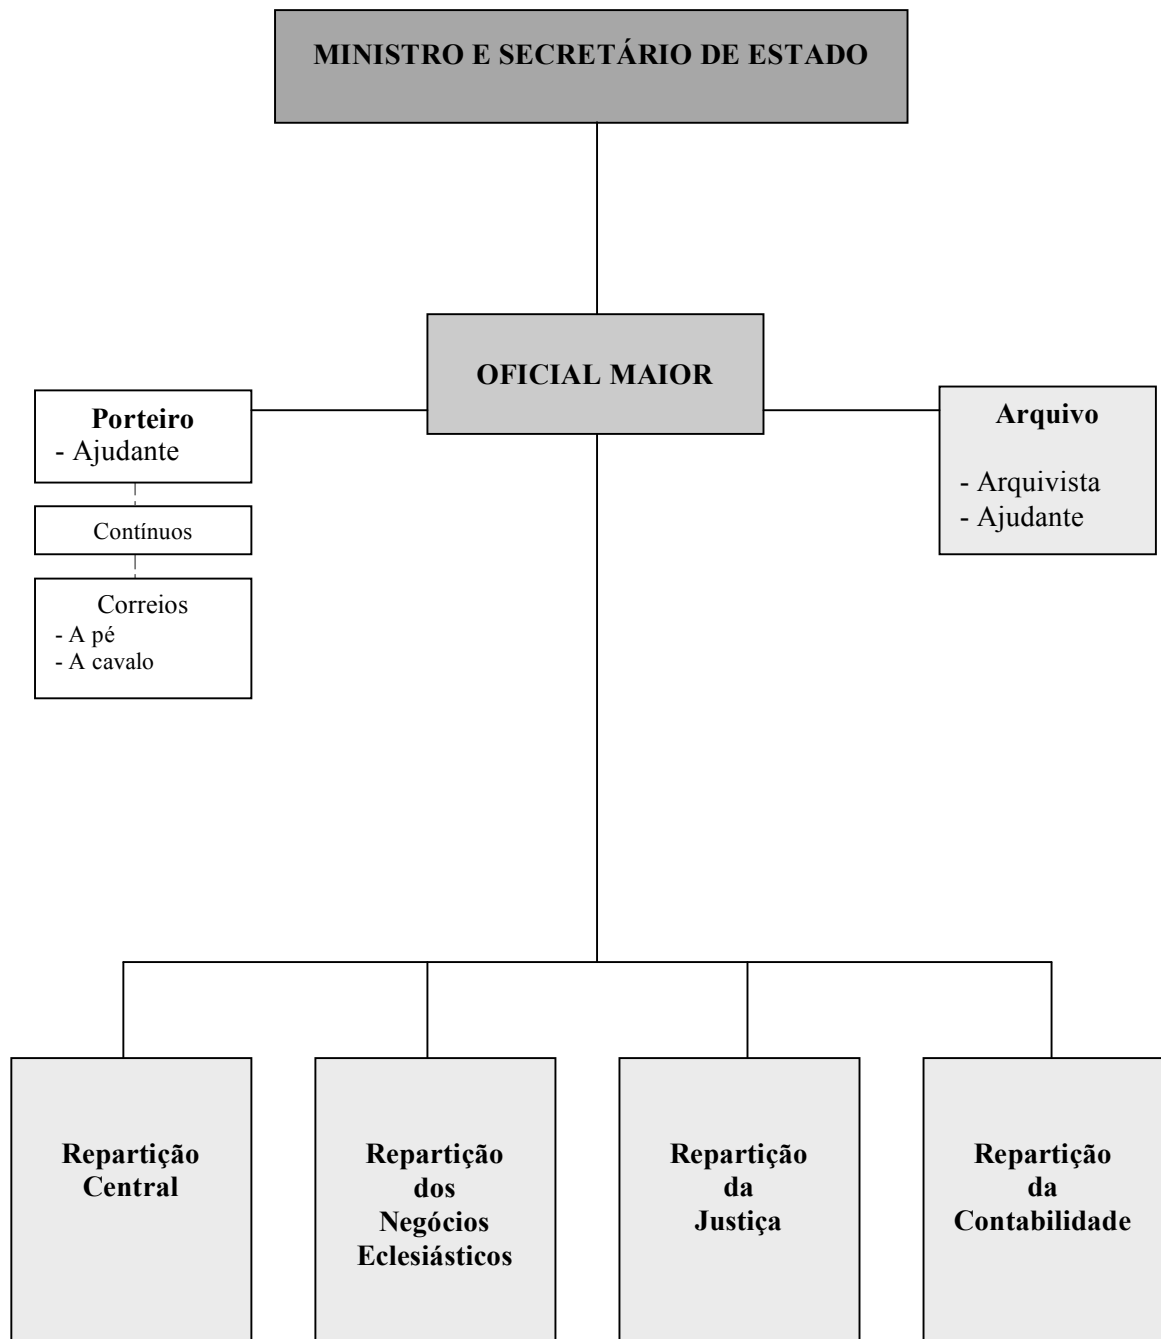 MINISTRO E SECRETÁRIO DE ESTADO
OFICIAL MAIOR
Porteiro
- Ajudante
Contínuos
Correios
- A pé
- A cavalo
Arquivo
- Arquivista
- Ajudante
Repartição
Central
Repartição
dos
Negócios
Eclesiásticos
Repartição
da
Justiça
Repartição
da
Contabilidade